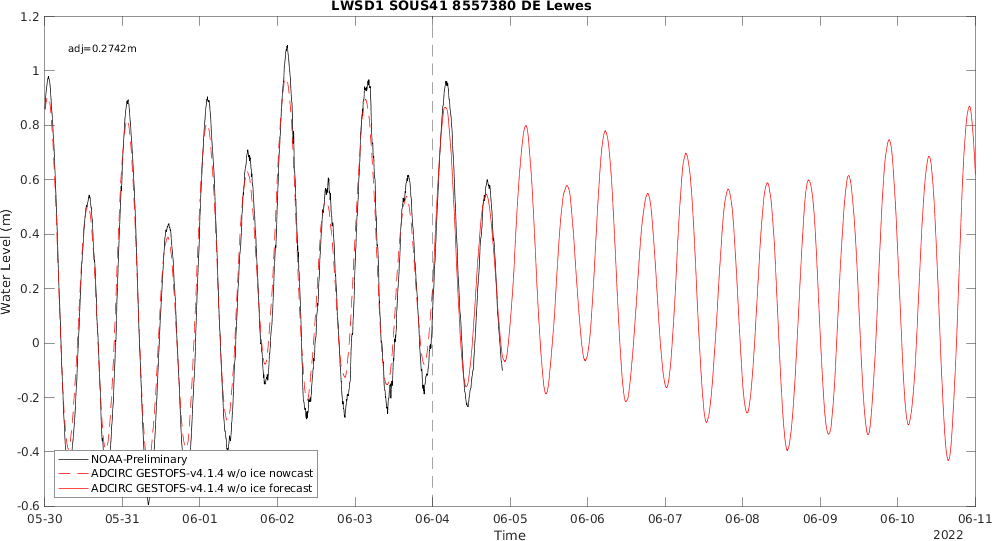 LWSD1 SOUS41 8557380 DE Lewes
adj=0.2742m
1.2
1
0.8
0.6
0.4
0.2
0
-0.2
-0.4
-0.6
Water Level (m)
NOAA-Preliminary
ADCIRC GESTOFS-v4.1.4 w/o ice nowcast
ADCIRC GESTOFS-v4.1.4 w/o ice forecast
05-30 05-31 06-01 06-02 06-03 06-04 06-05 06-06 06-07 06-08 06-09 06-10 06-11
Time
2022